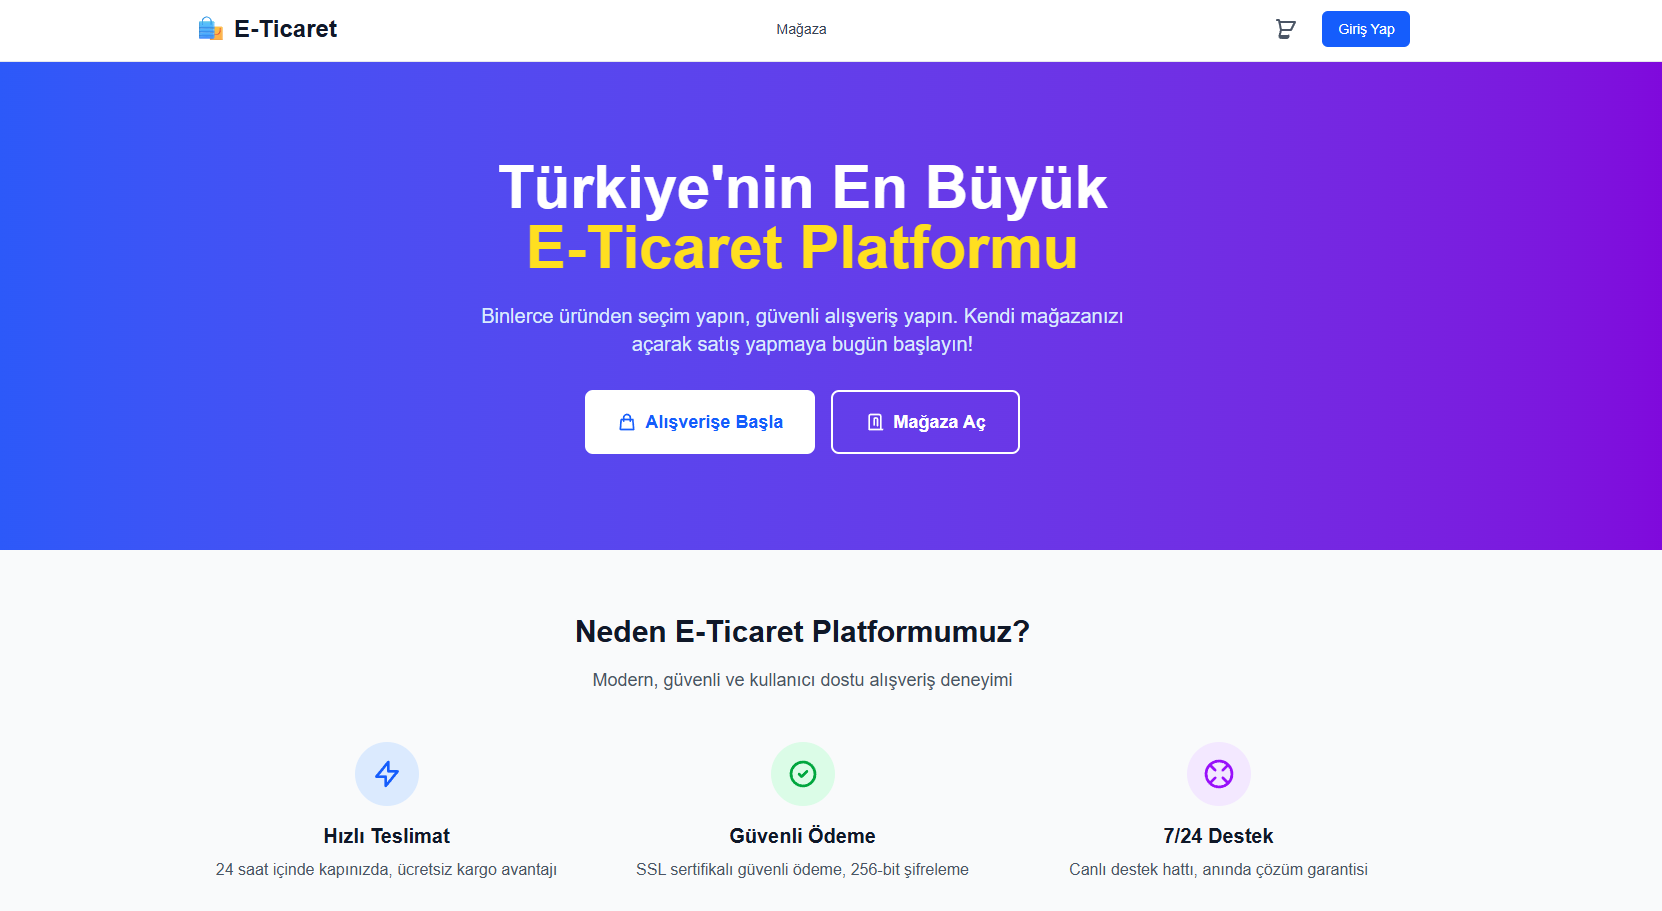 E-Ticaret
Mağaza
Giriş Yap
Türkiye'nin En Büyük
E-Ticaret Platformu
Binlerce üründen seçim yapın, güvenli alışveriş yapın. Kendi mağazanızı
açarak satış yapmaya bugün başlayın!
Alışverişe Başla
Mağaza Aç
Neden E-Ticaret Platformumuz?
Modern, güvenli ve kullanıcı dostu alışveriş deneyimi
Hızlı Teslimat
24 saat içinde kapınızda, ücretsiz kargo avantajı
Güvenli Ödeme
SSL sertifikalı güvenli ödeme, 256-bit şifreleme
7/24 Destek
Canlı destek hattı, anında çözüm garantisi